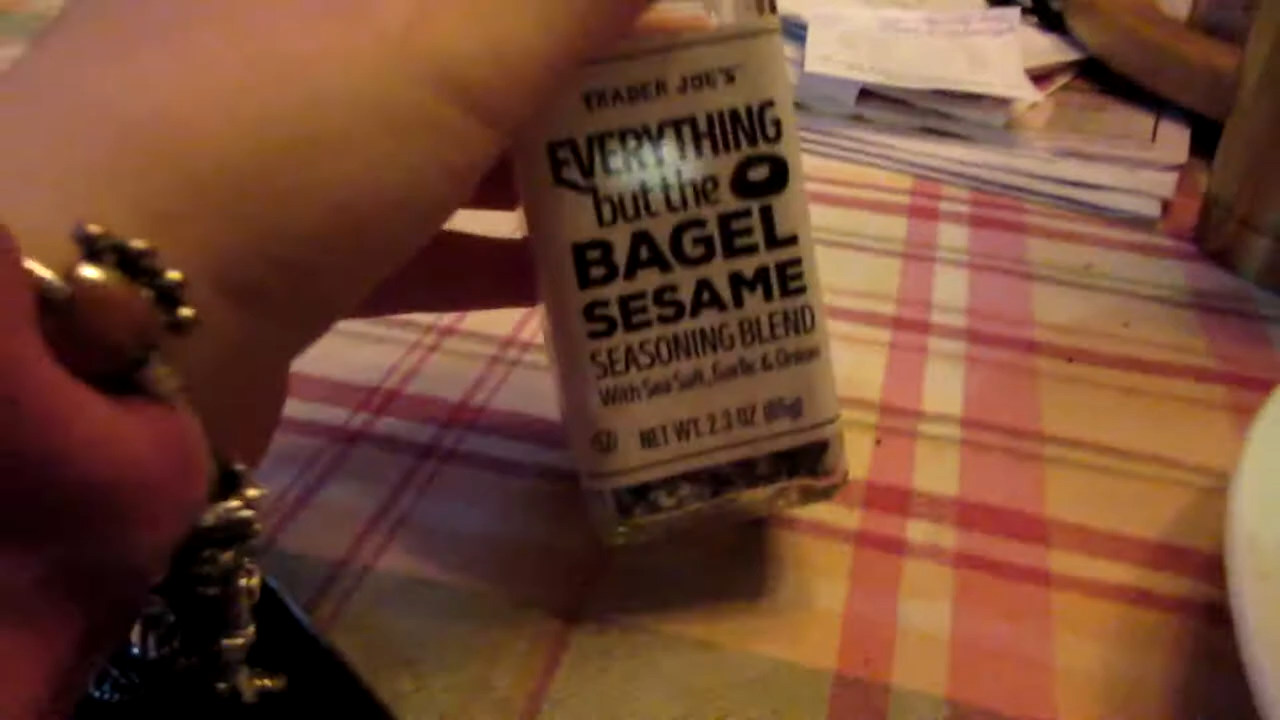 TRADER JOE'S
EVERYTHING
but the
BAGEL
SESAME
SEASONING BLEND
With Sea Salt, Garlic & Onion
NET WT. 2.3 OZ (65g)